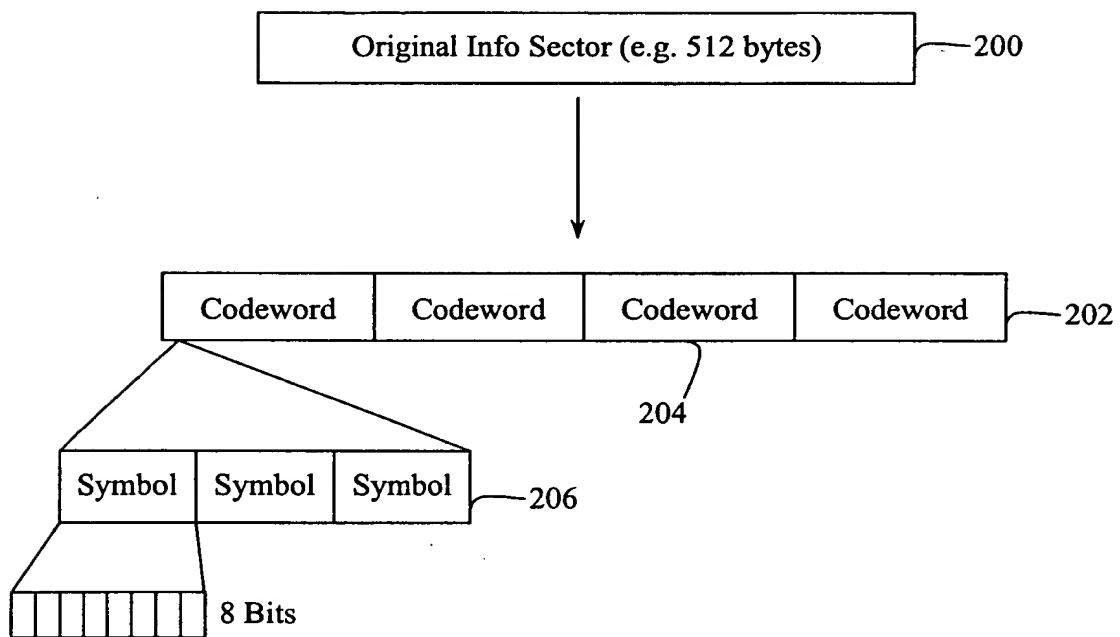 Original Info Sector (e.g. 512 bytes)
200
Codeword Codeword Codeword Codeword
202
204
Symbol Symbol Symbol
206
8 Bits